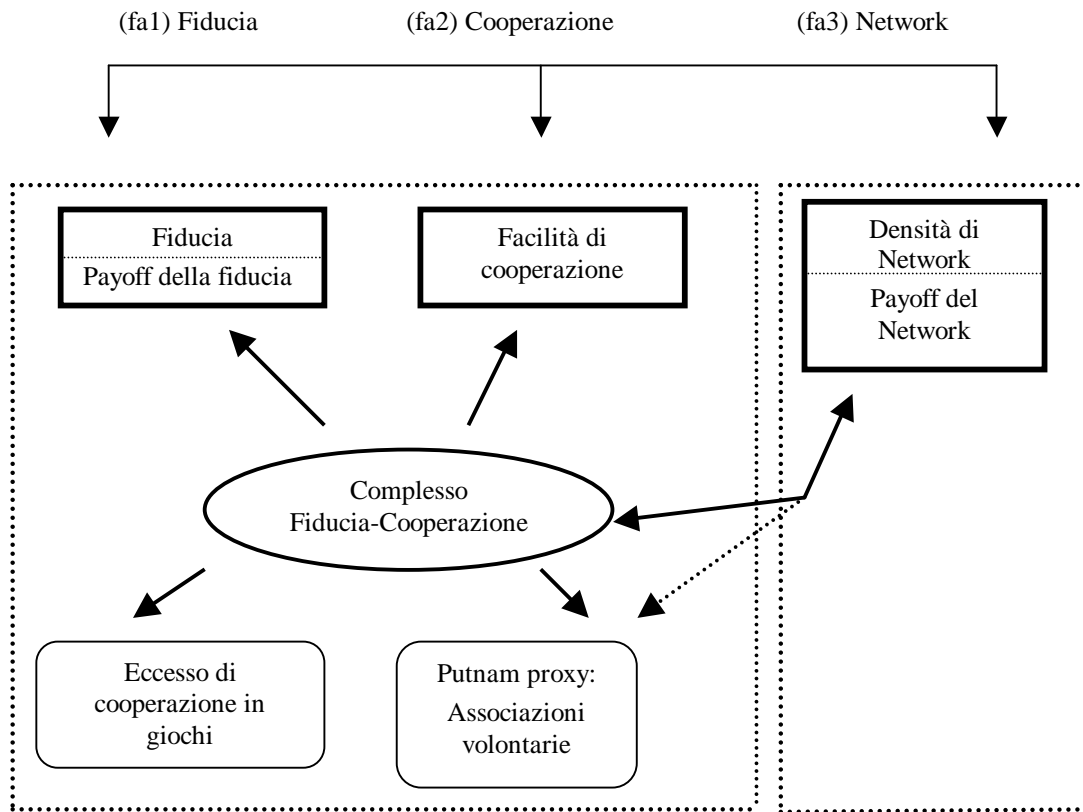 (fa1) Fiducia
(fa2) Cooperazione
(fa3) Network
Fiducia
Payoff della fiducia
Facilità di
cooperazione
Densità di
Network
Payoff del
Network
Complesso
Fiducia-Cooperazione
Eccesso di
cooperazione in
giochi
Putnam proxy:
Associazioni
volontarie